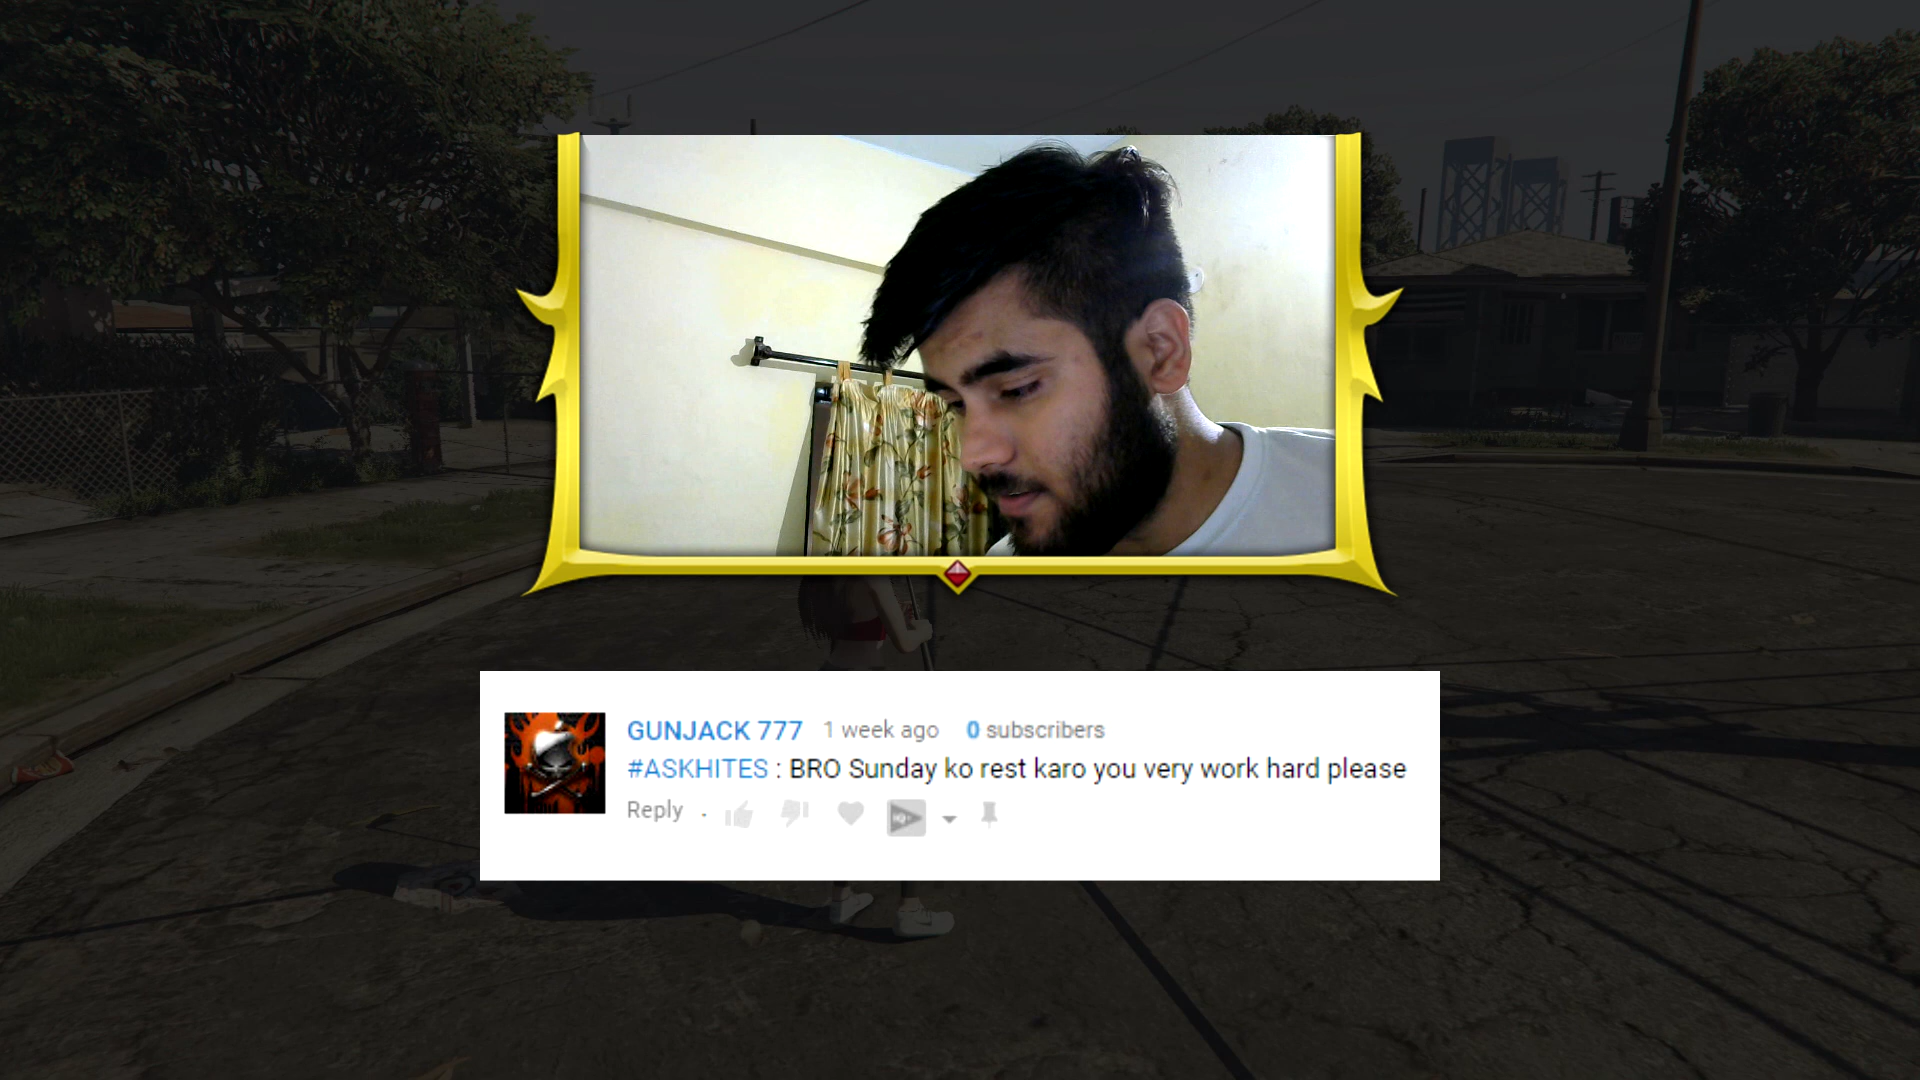 GUNJACK 777 1 week ago 0 subscribers
#ASKHITES : BRO Sunday ko rest karo you very work hard please
Reply